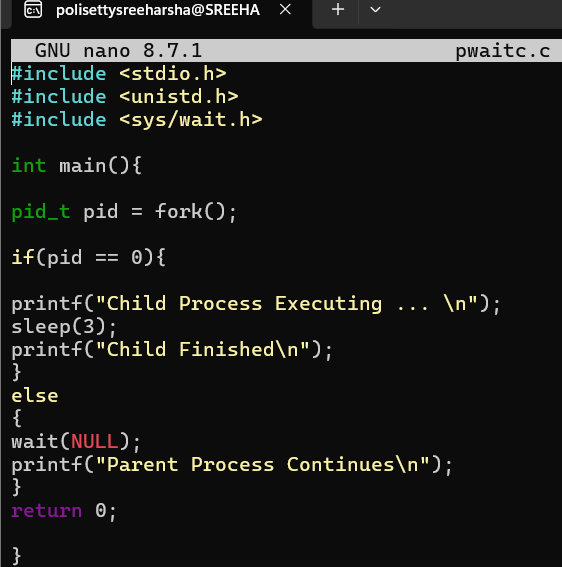 polisettysreeharsha@SREEHA
GNU nano 8.7.1 pwaitc.c
#include <stdio.h>
#include <unistd.h>
#include <sys/wait.h>
int main(){
pid_t pid = fork();
if(pid == 0){
printf("Child Process Executing ... \n");
sleep(3);
printf("Child Finished\n");
}
else
{
wait(NULL);
printf("Parent Process Continues\n");
}
return 0;
}